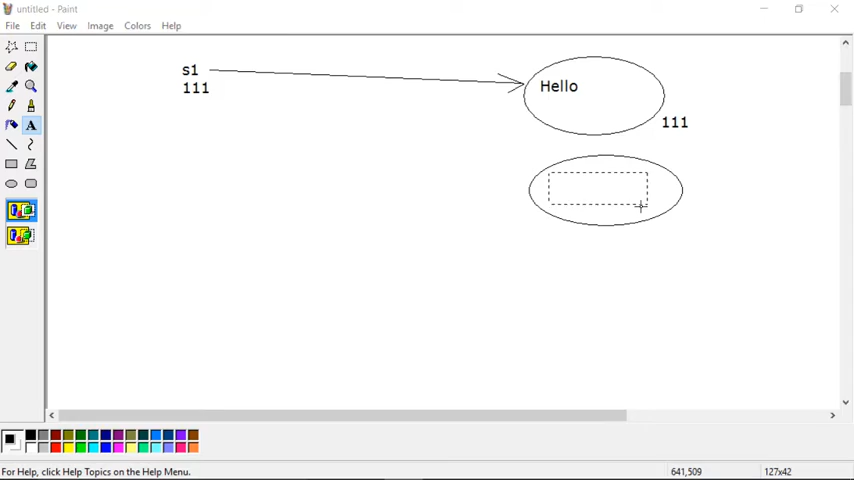 untitled - Paint
File Edit View Image Colors Help
s1
111
Hello
111
A
For Help, click Help Topics on the Help Menu.
641,509
127x42